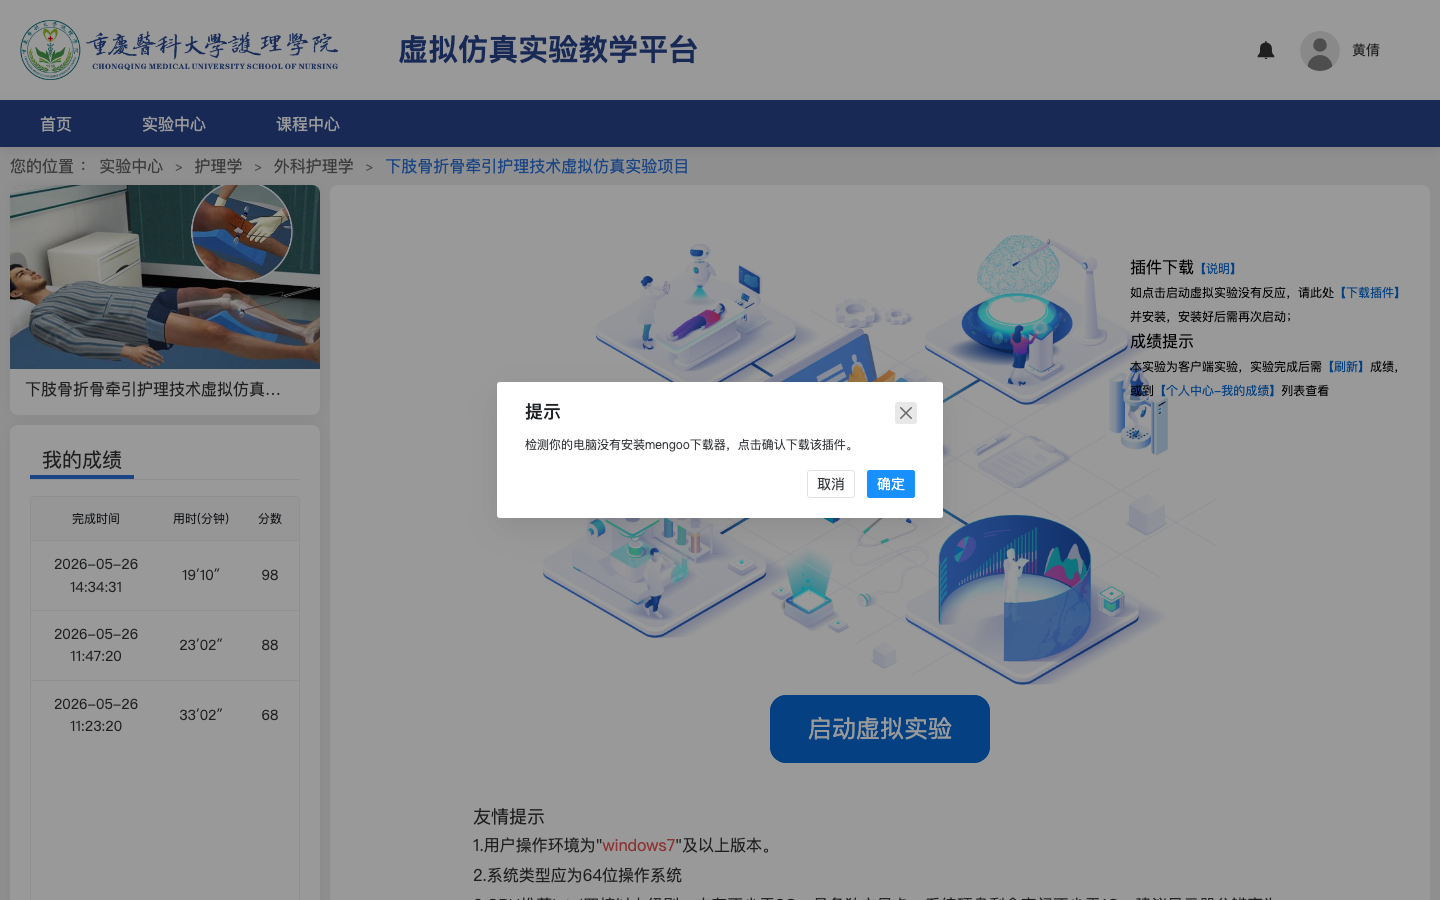 重慶醫科大學護理學院
CHONGQING MEDICAL UNIVERSITY SCHOOL OF NURSING
虚拟仿真实验教学平台
黄倩
首页 实验中心 课程中心
您的位置： 实验中心 > 护理学 > 外科护理学 > 下肢骨折骨牵引护理技术虚拟仿真实验项目
下肢骨折骨牵引护理技术虚拟仿真...
我的成绩
完成时间 用时(分钟) 分数
2026-05-26 14:34:31 19′10″ 98
2026-05-26 11:47:20 23′02″ 88
2026-05-26 11:23:20 33′02″ 68
插件下载【说明】
如点击启动虚拟实验没有反应，请此处【下载插件】
并安装，安装好后需再次启动；
成绩提示
本实验为客户端实验，实验完成后需【刷新】成绩，
或到【个人中心-我的成绩】列表查看
提示
检测你的电脑没有安装mengoo下载器，点击确认下载该插件。
取消 确定
启动虚拟实验
友情提示
1.用户操作环境为"windows7"及以上版本。
2.系统类型应为64位操作系统